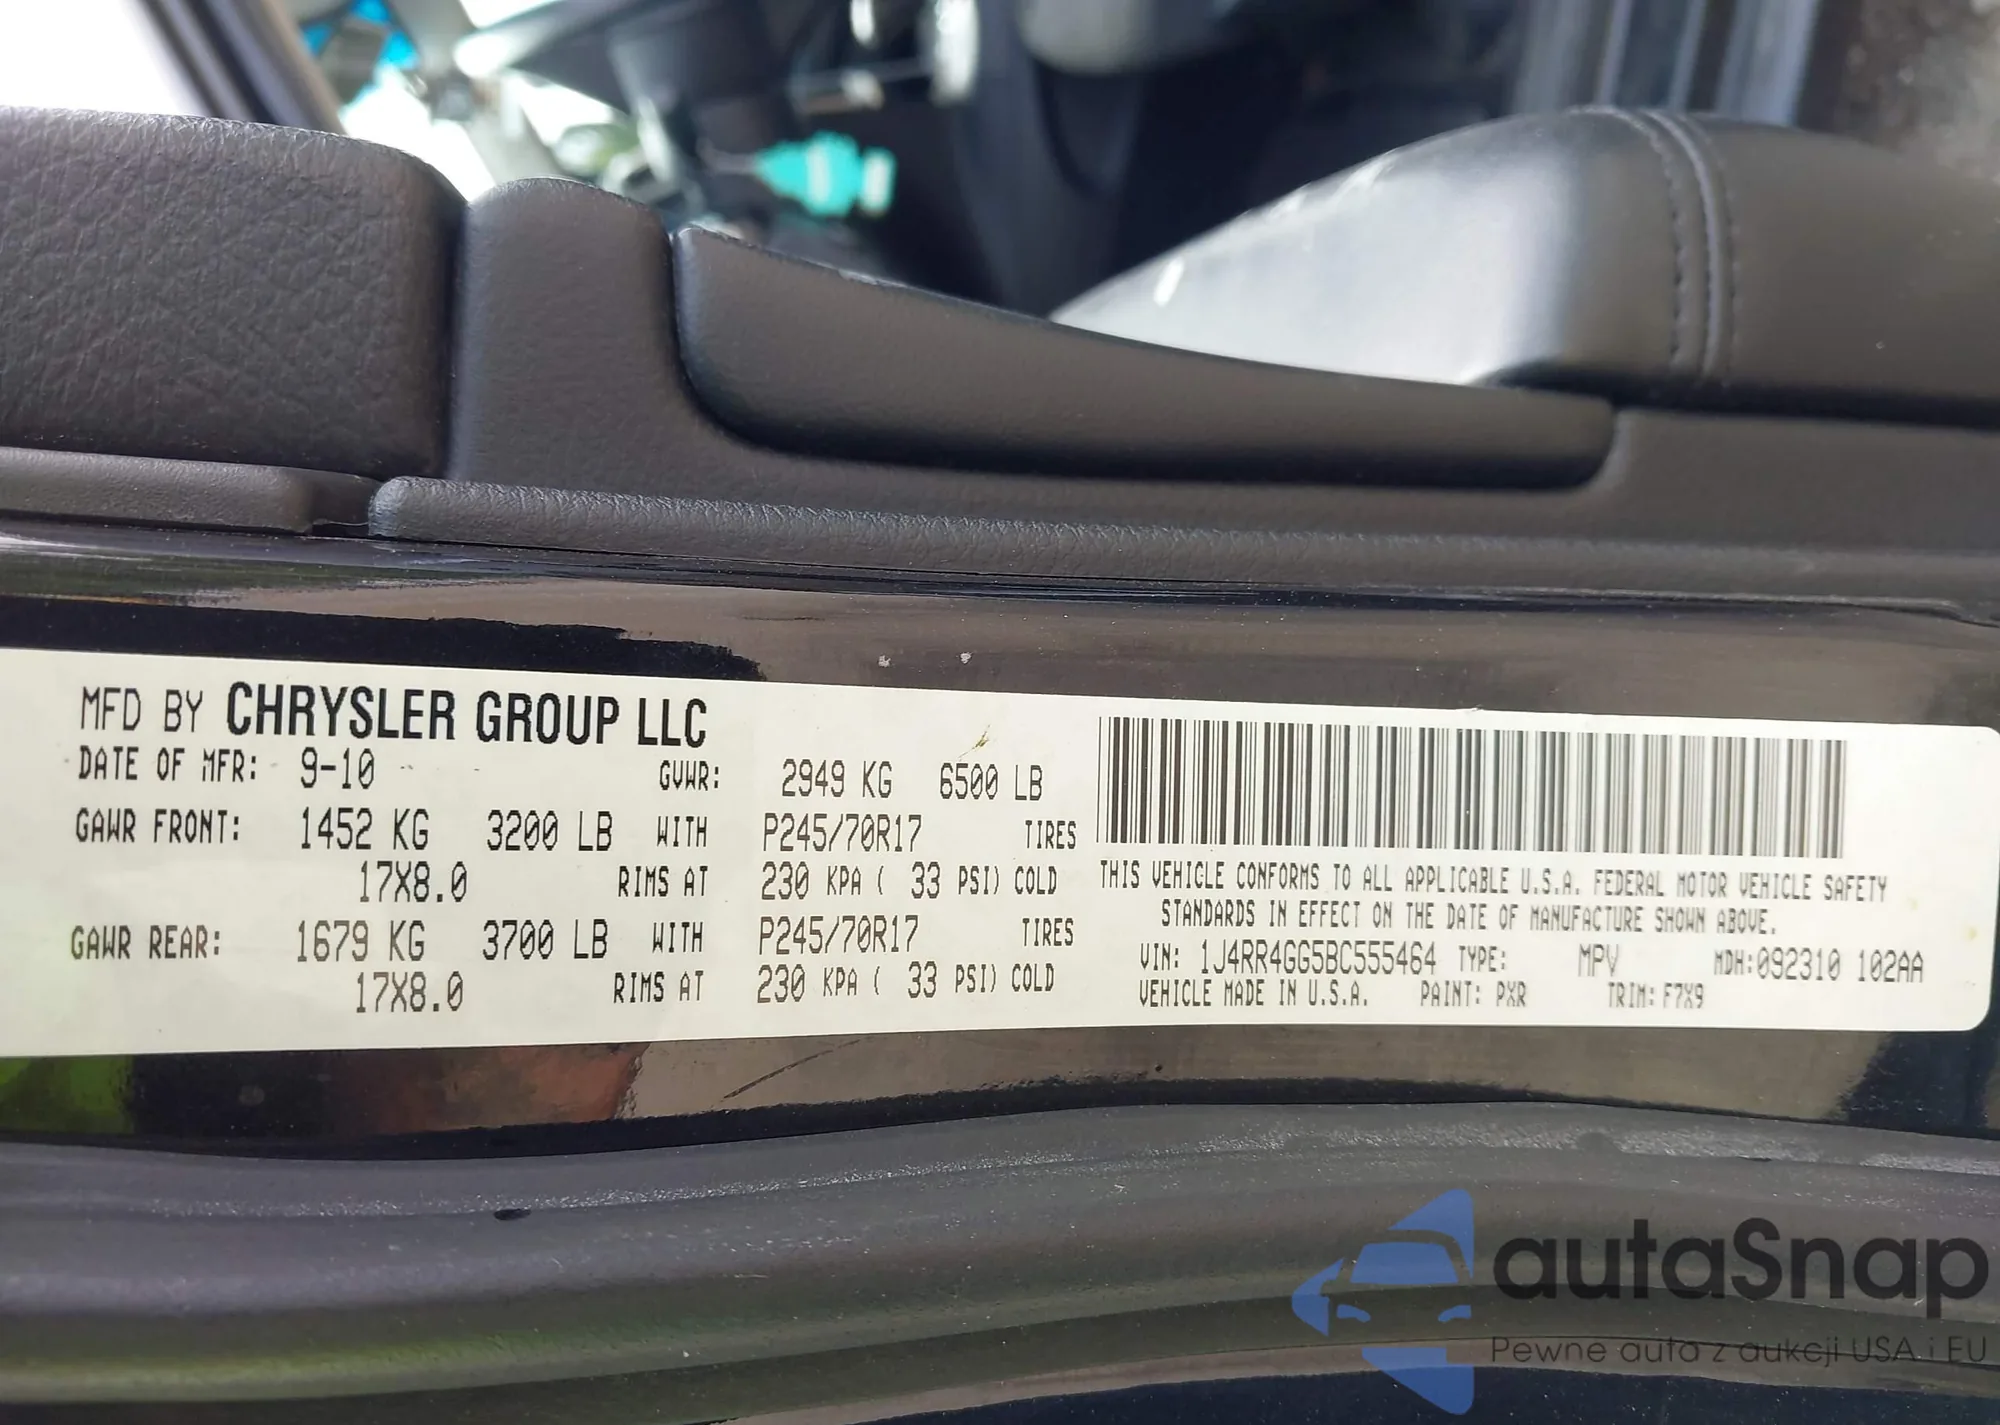 MFD BY CHRYSLER GROUP LLC
DATE OF MFR: 9-10 GVWR: 2949 KG 6500 LB
GAWR FRONT: 1452 KG 3200 LB WITH P245/70R17 TIRES
17X8.0 RIMS AT 230 KPA ( 33 PSI) COLD
GAWR REAR: 1679 KG 3700 LB WITH P245/70R17 TIRES
17X8.0 RIMS AT 230 KPA ( 33 PSI) COLD
THIS VEHICLE CONFORMS TO ALL APPLICABLE U.S.A. FEDERAL MOTOR VEHICLE SAFETY
STANDARDS IN EFFECT ON THE DATE OF MANUFACTURE SHOWN ABOVE.
VIN: 1J4RR4GG5BC555464 TYPE: MPV MDH:092310 102AA
VEHICLE MADE IN U.S.A. PAINT: PXR TRIM: F7X9
autaSnap
Pewne auta z aukcji USA i EU